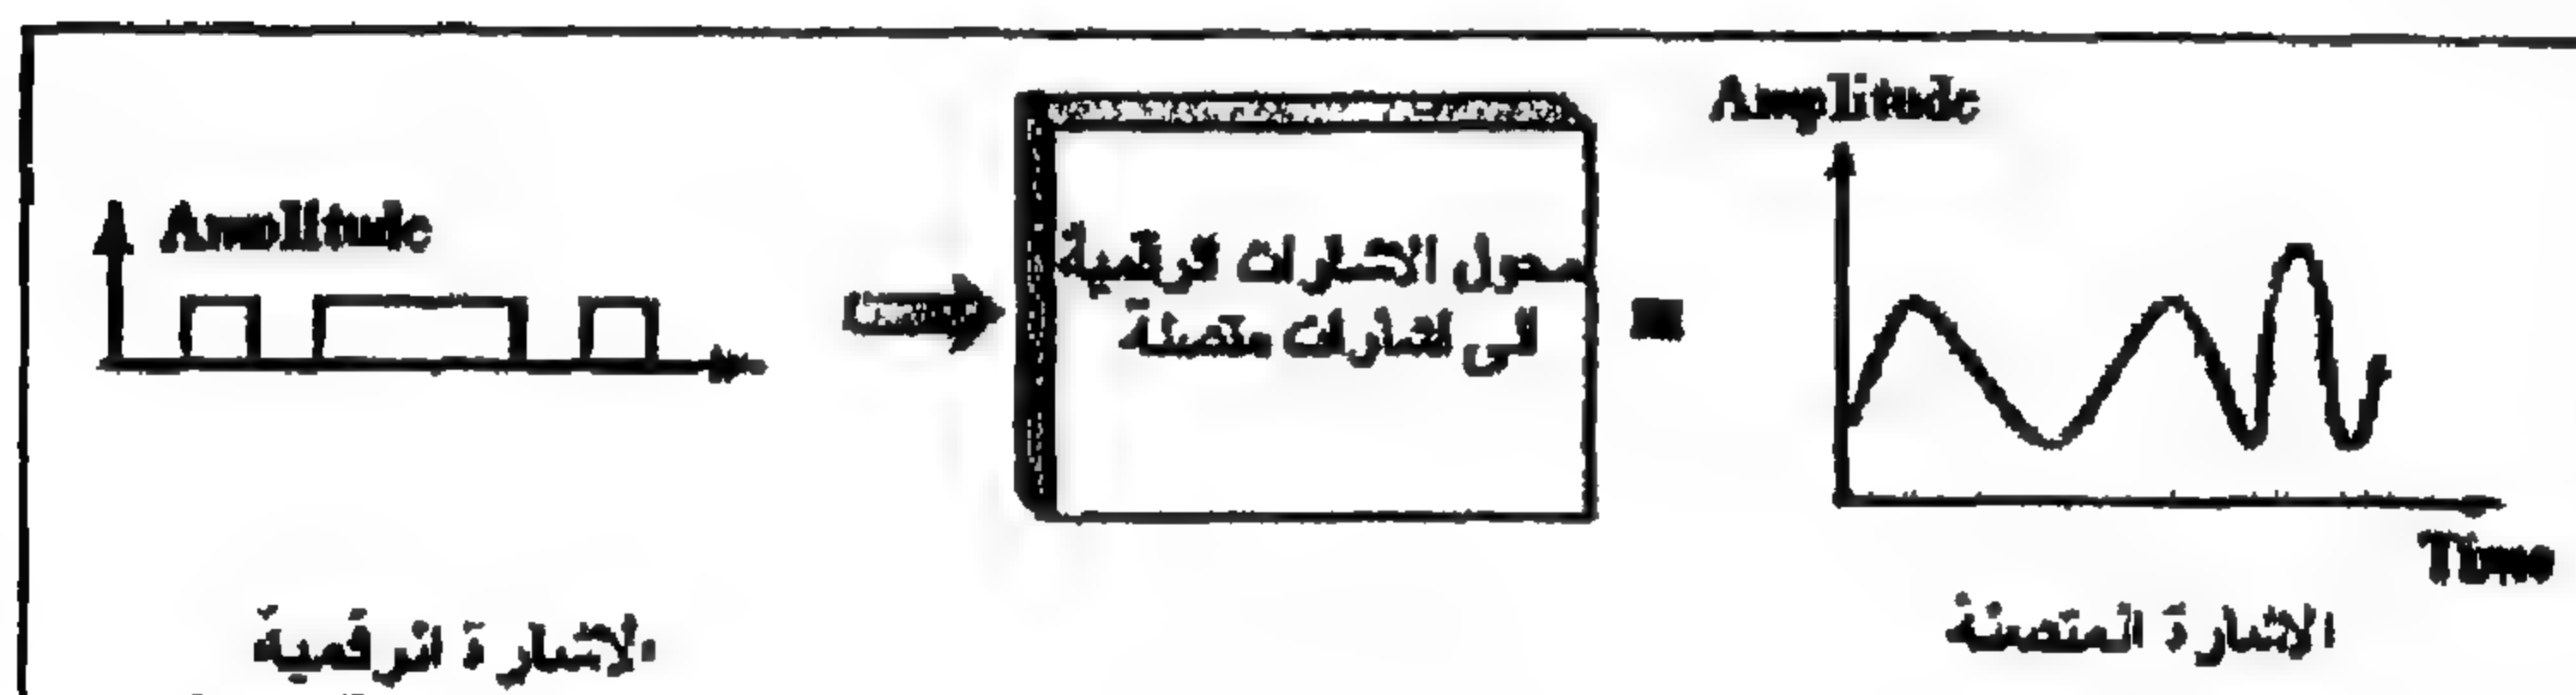 Amplitude
Amplitude
محول الاشارات الرقمية
الى اشارات متصلة
Time
الاشارة الرقمية
الاشارة المتصلة